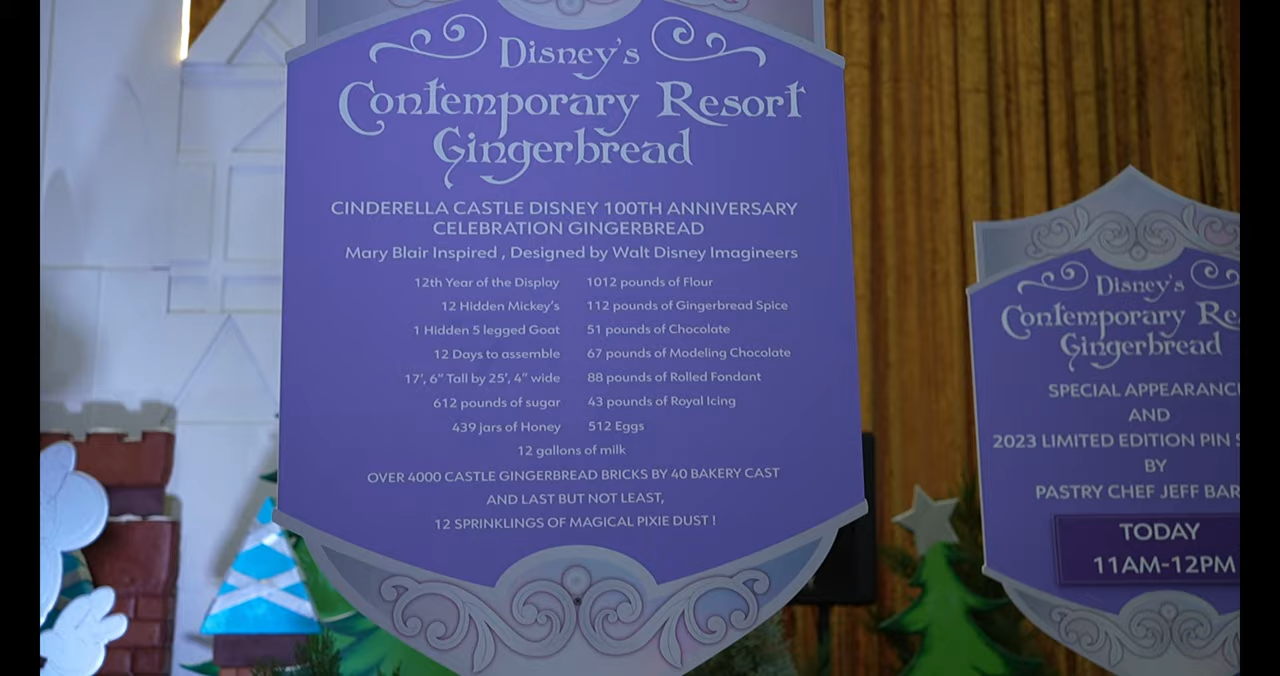 Disney's
Contemporary Resort
Gingerbread
CINDERELLA CASTLE DISNEY 100TH ANNIVERSARY
CELEBRATION GINGERBREAD
Mary Blair Inspired , Designed by Walt Disney Imagineers
12th Year of the Display 1012 pounds of Flour
12 Hidden Mickey's 112 pounds of Gingerbread Spice
1 Hidden 5 legged Goat 51 pounds of Chocolate
12 Days to assemble 67 pounds of Modeling Chocolate
17', 6" Tall by 25', 4" wide 88 pounds of Rolled Fondant
612 pounds of sugar 43 pounds of Royal Icing
439 jars of Honey 512 Eggs
12 gallons of milk
OVER 4000 CASTLE GINGERBREAD BRICKS BY 40 BAKERY CAST
AND LAST BUT NOT LEAST,
12 SPRINKLINGS OF MAGICAL PIXIE DUST !
Disney's
Contemporary Re
Gingerbread
SPECIAL APPEARANC
AND
2023 LIMITED EDITION PIN
BY
PASTRY CHEF JEFF BAR
TODAY
11AM-12PM